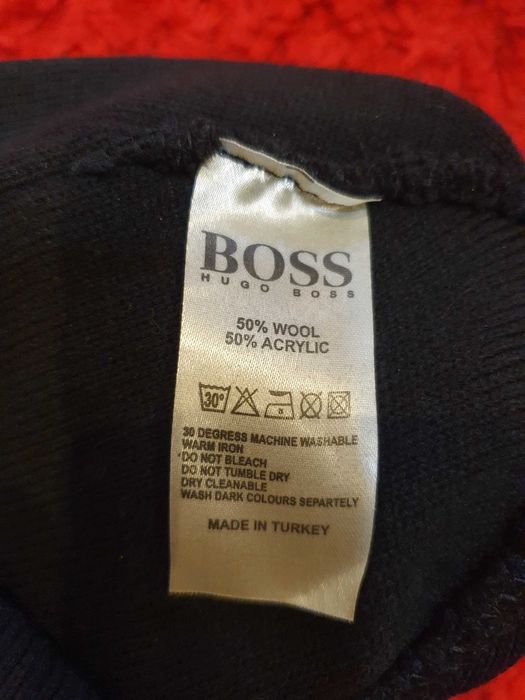 BOSS
HUGO BOSS
50% WOOL
50% ACRYLIC
30°
30 DEGRESS MACHINE WASHABLE
WARM IRON
DO NOT BLEACH
DO NOT TUMBLE DRY
DRY CLEANABLE
WASH DARK COLOURS SEPARTELY
MADE IN TURKEY